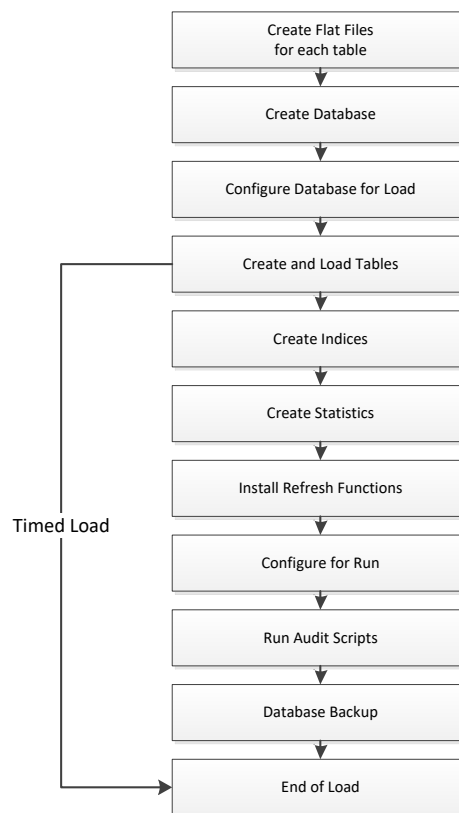 Create Flat Files
for each table
Create Database
Configure Database for Load
Create and Load Tables
Create Indices
Create Statistics
Install Refresh Functions
Timed Load
Configure for Run
Run Audit Scripts
Database Backup
End of Load